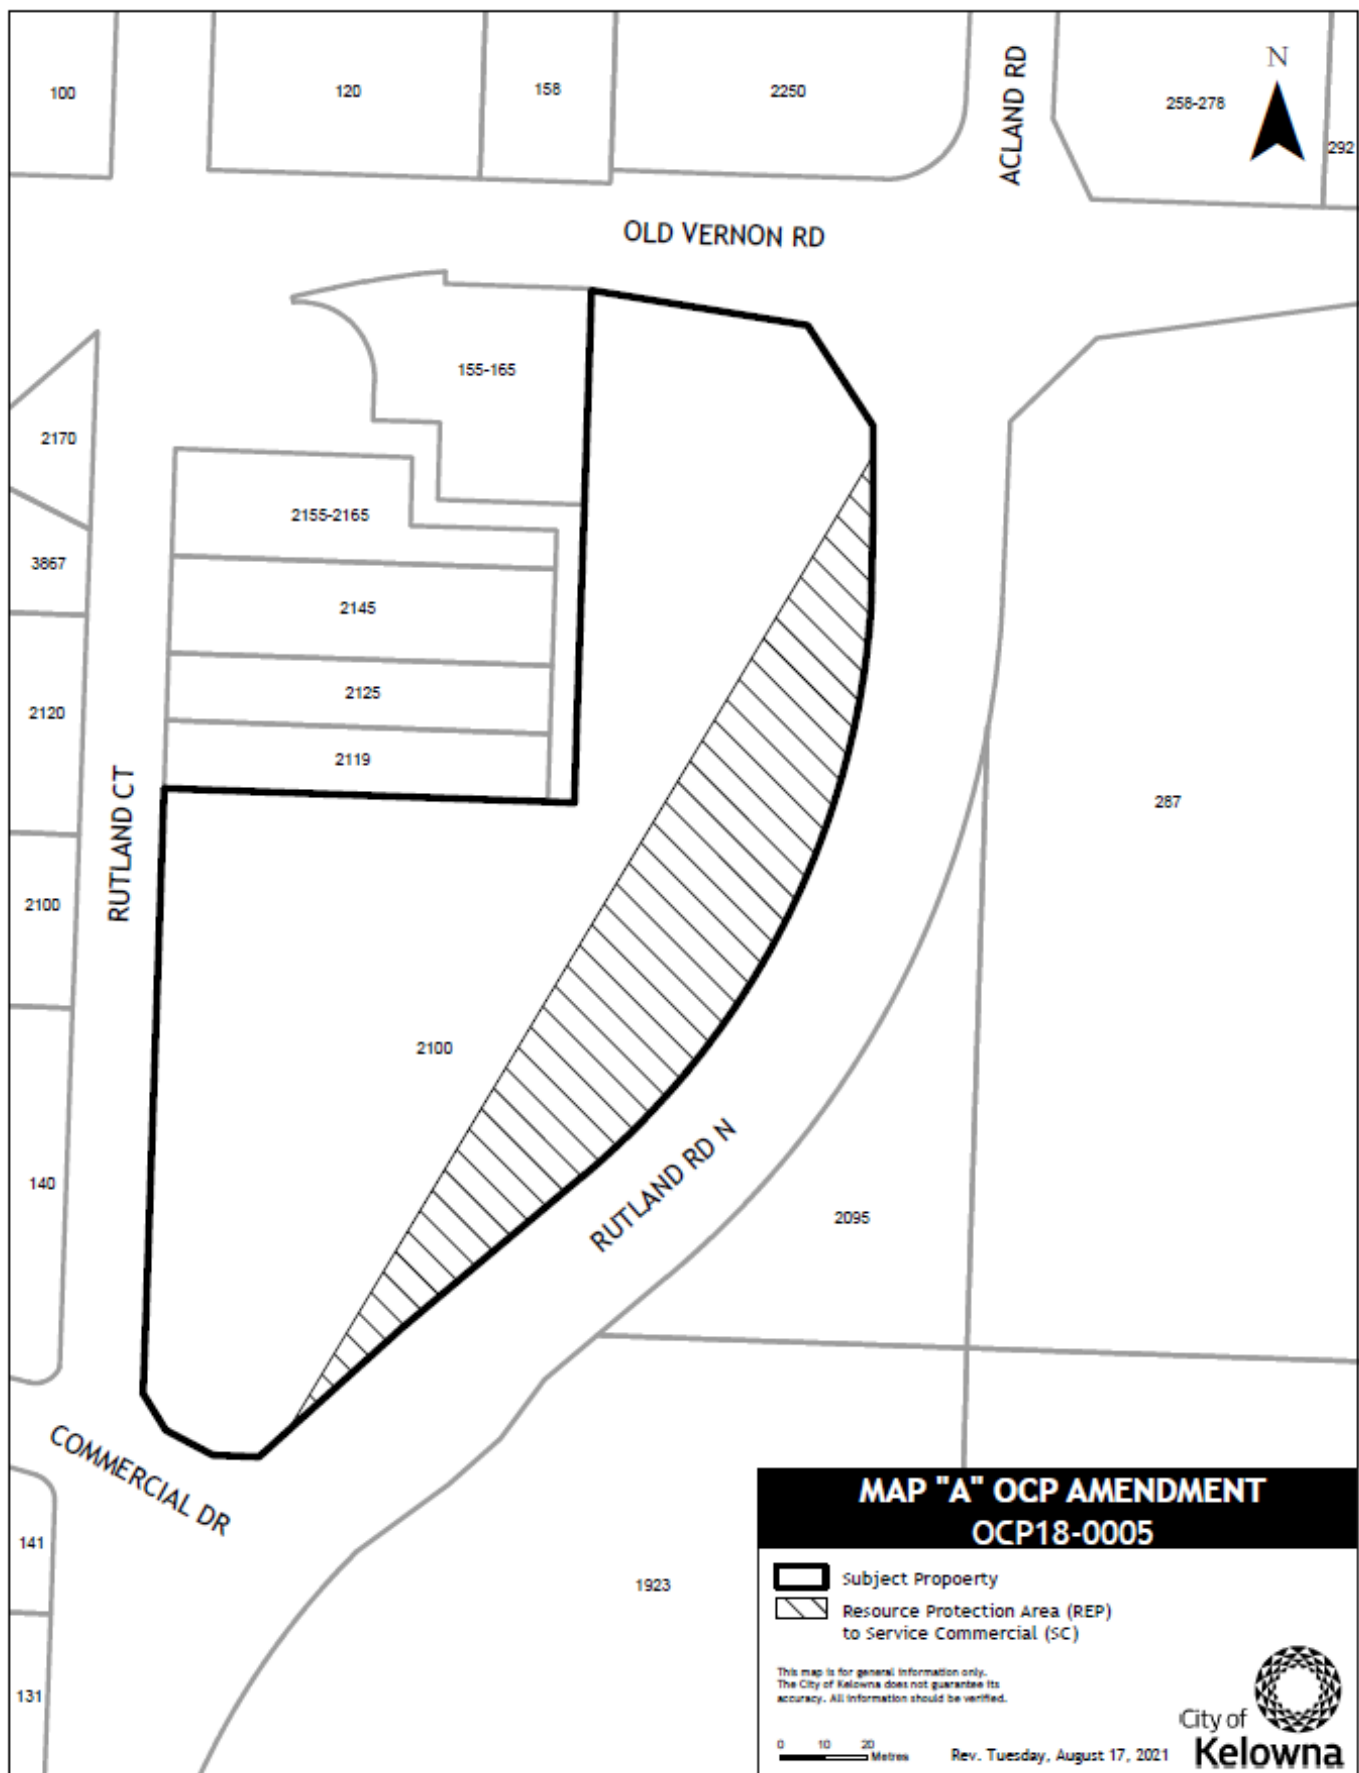 100
120
158
2250
ACLAND RD
258-278
N
292
OLD VERNON RD
155-165
2170
2155-2165
3867
2145
2120
2125
2119
RUTLAND CT
287
2100
2100
140
RUTLAND RD N
2095
COMMERCIAL DR
141
131
1923
MAP "A" OCP AMENDMENT
OCP18-0005
Subject Propoerty
Resource Protection Area (REP)
to Service Commercial (SC)
This map is for general information only.
The City of Kelowna does not guarantee its
accuracy. All information should be verified.
0 10 20
Metres
Rev. Tuesday, August 17, 2021
City of
Kelowna